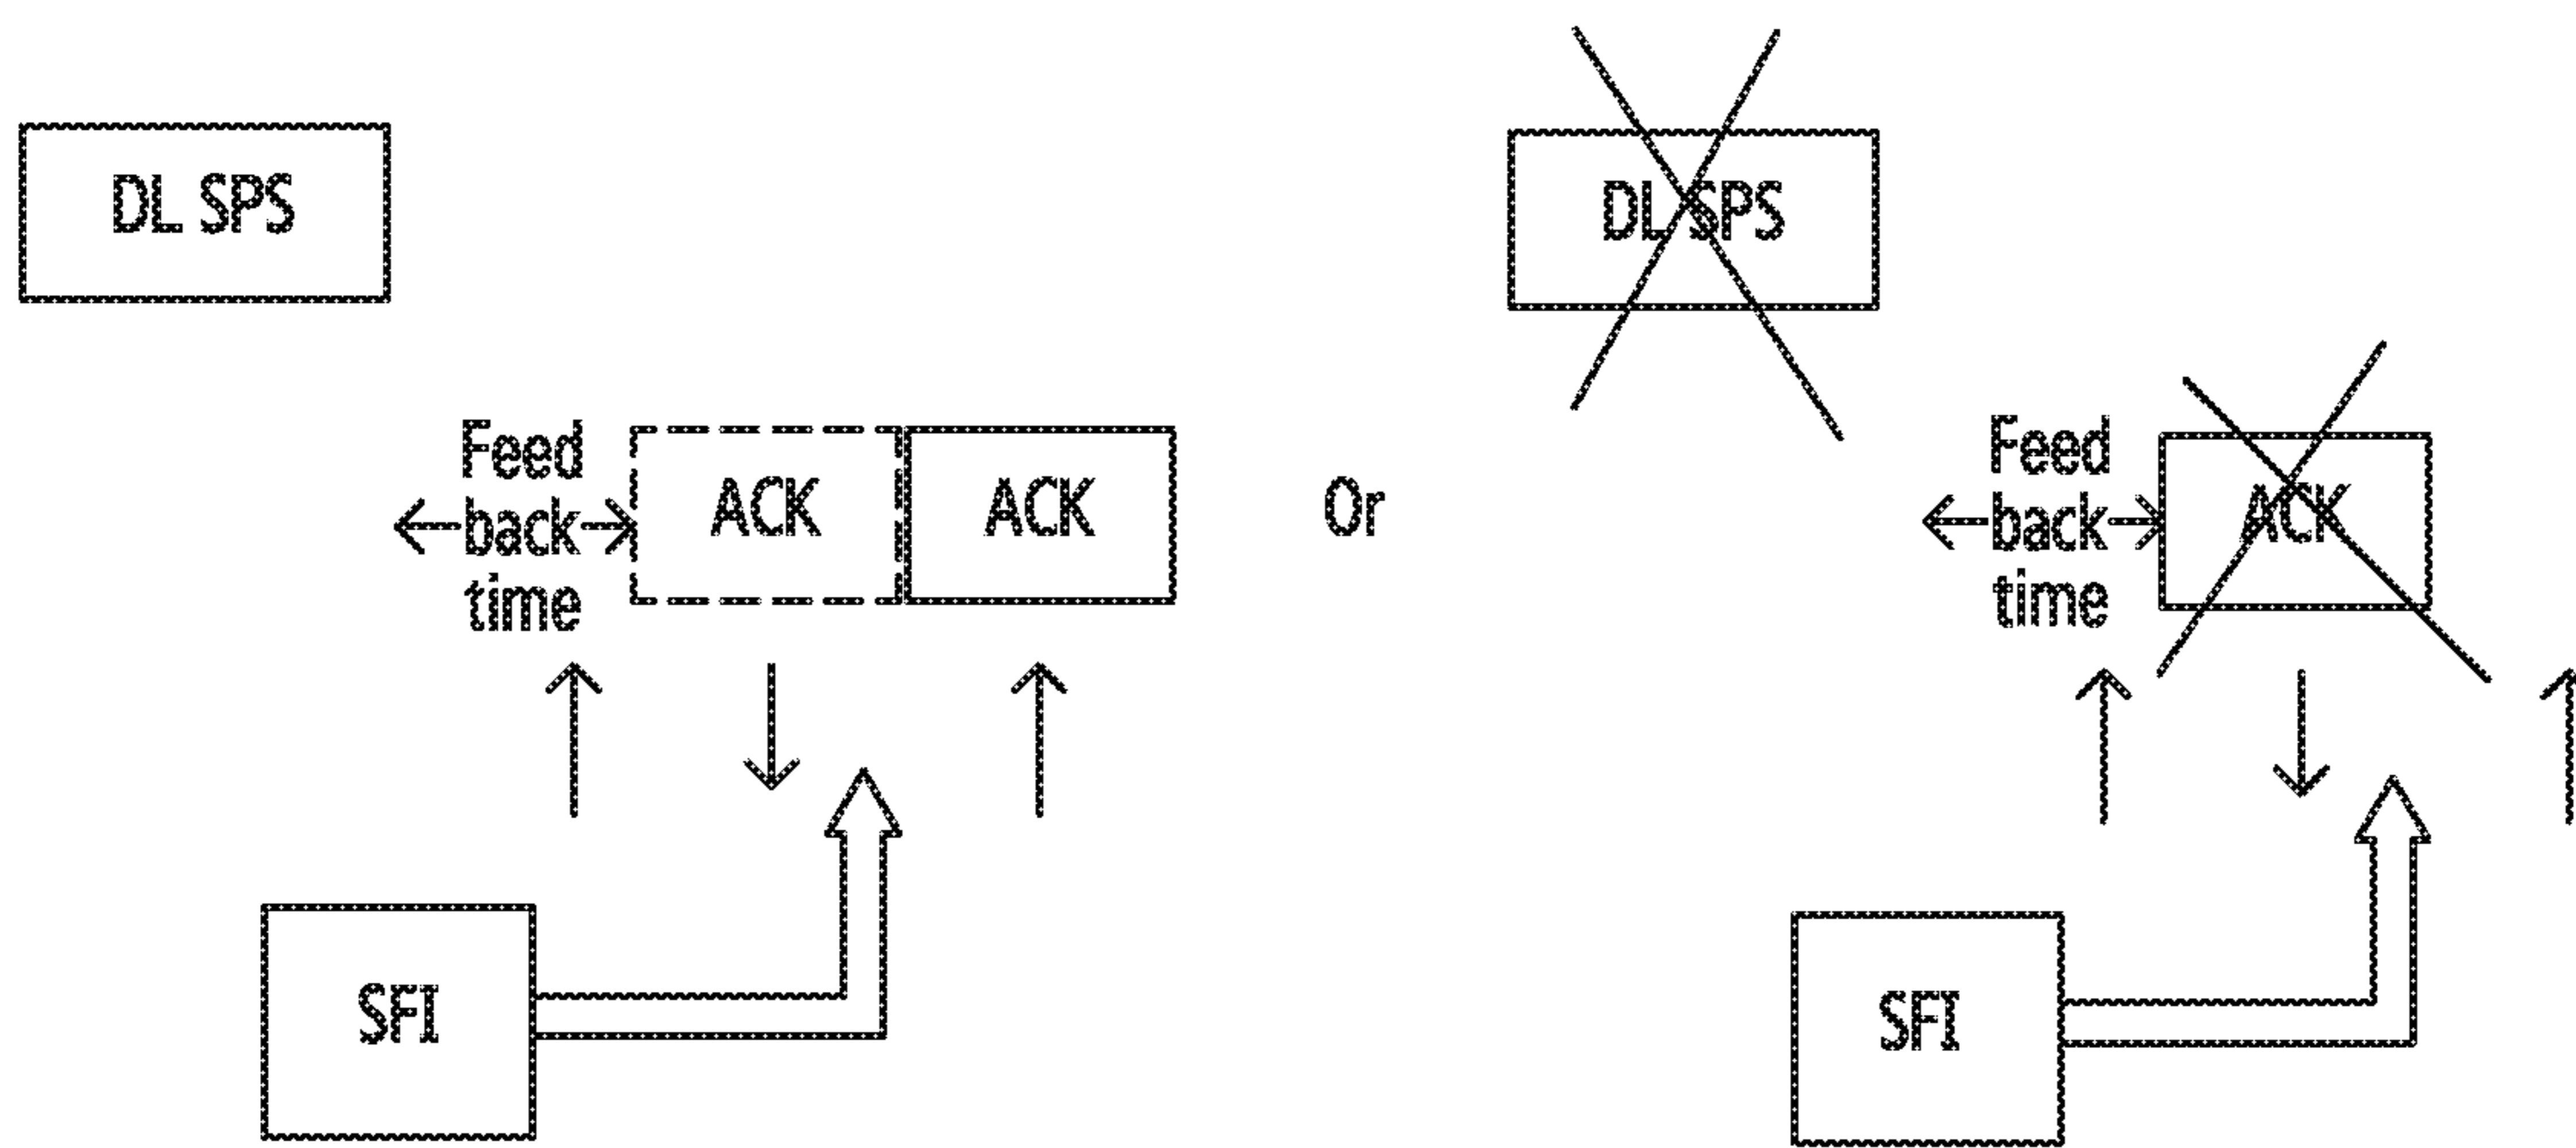 DL SPS
DL SPS
Feed
back
time
ACK
ACK
Or
Feed
back
time
ACK
SFI
SFI